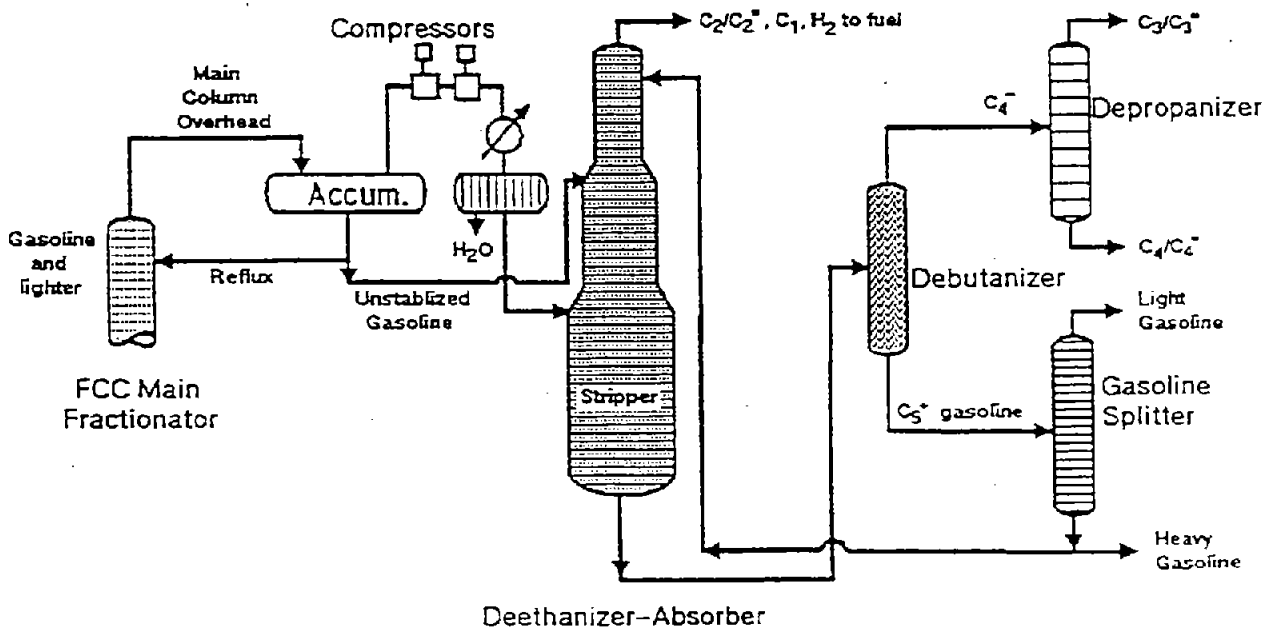 Compressors
C₂/C₂⁼, C₁, H₂ to fuel
C₃/C₃⁼
Main
Column
Overhead
C₄⁻
Depropanizer
Accum.
H₂O
Gasoline
and
lighter
Reflux
Unstablized
Gasoline
C₄/C₄⁼
Debutanizer
Light
Gasoline
FCC Main
Fractionator
Stripper
C₅⁺ gasoline
Gasoline
Splitter
Heavy
Gasoline
Deethanizer-Absorber